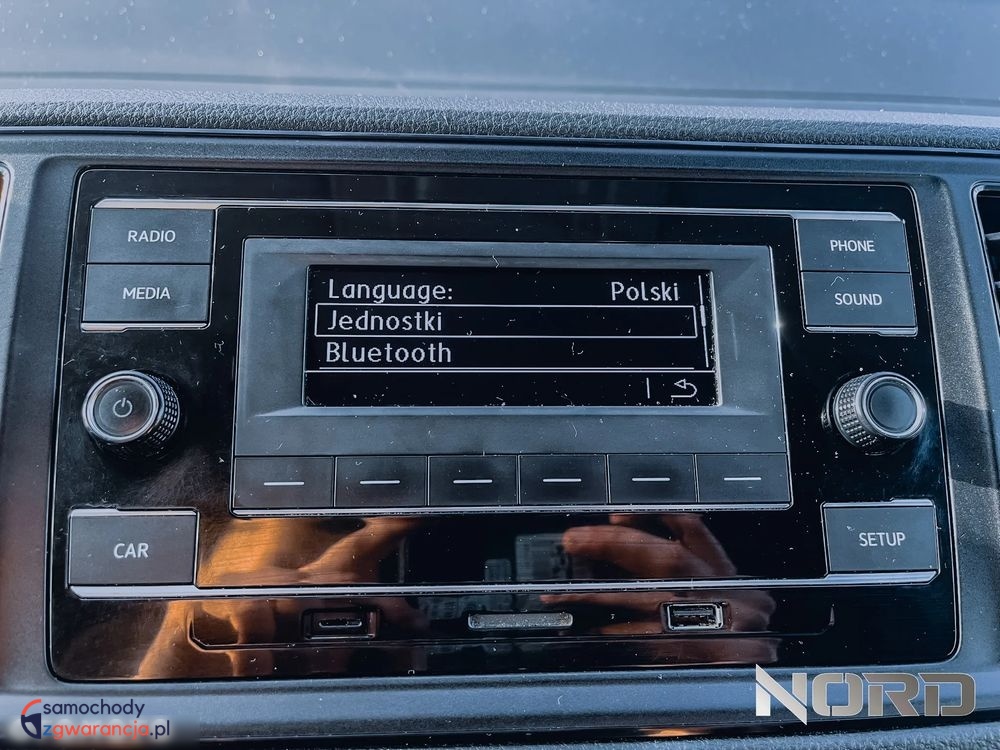 RADIO
MEDIA
PHONE
SOUND
Language: Polski
Jednostki
Bluetooth
CAR
SETUP
NORD
samochody
zgwarancja.pl